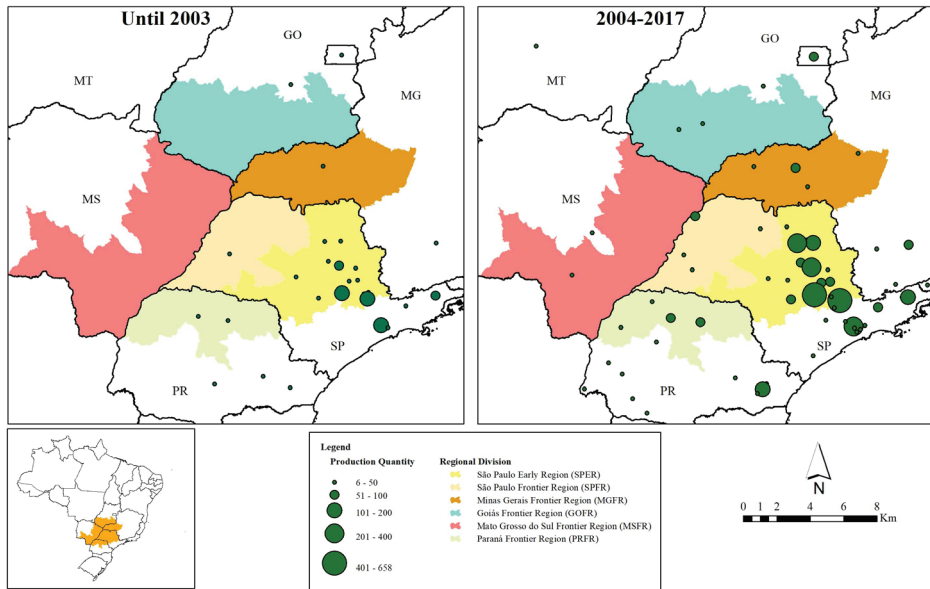 Until 2003
GO
MT
MG
MS
SP
PR
2004-2017
GO
MT
MG
MS
SP
PR
Legend
Production Quantity
6 - 50
51 - 100
101 - 200
201 - 400
401 - 658
Regional Division
São Paulo Early Region (SPER)
São Paulo Frontier Region (SPFR)
Minas Gerais Frontier Region (MGFR)
Goiás Frontier Region (GOFR)
Mato Grosso do Sul Frontier Region (MSFR)
Paraná Frontier Region (PRFR)
N
0 1 2 4 6 8
Km